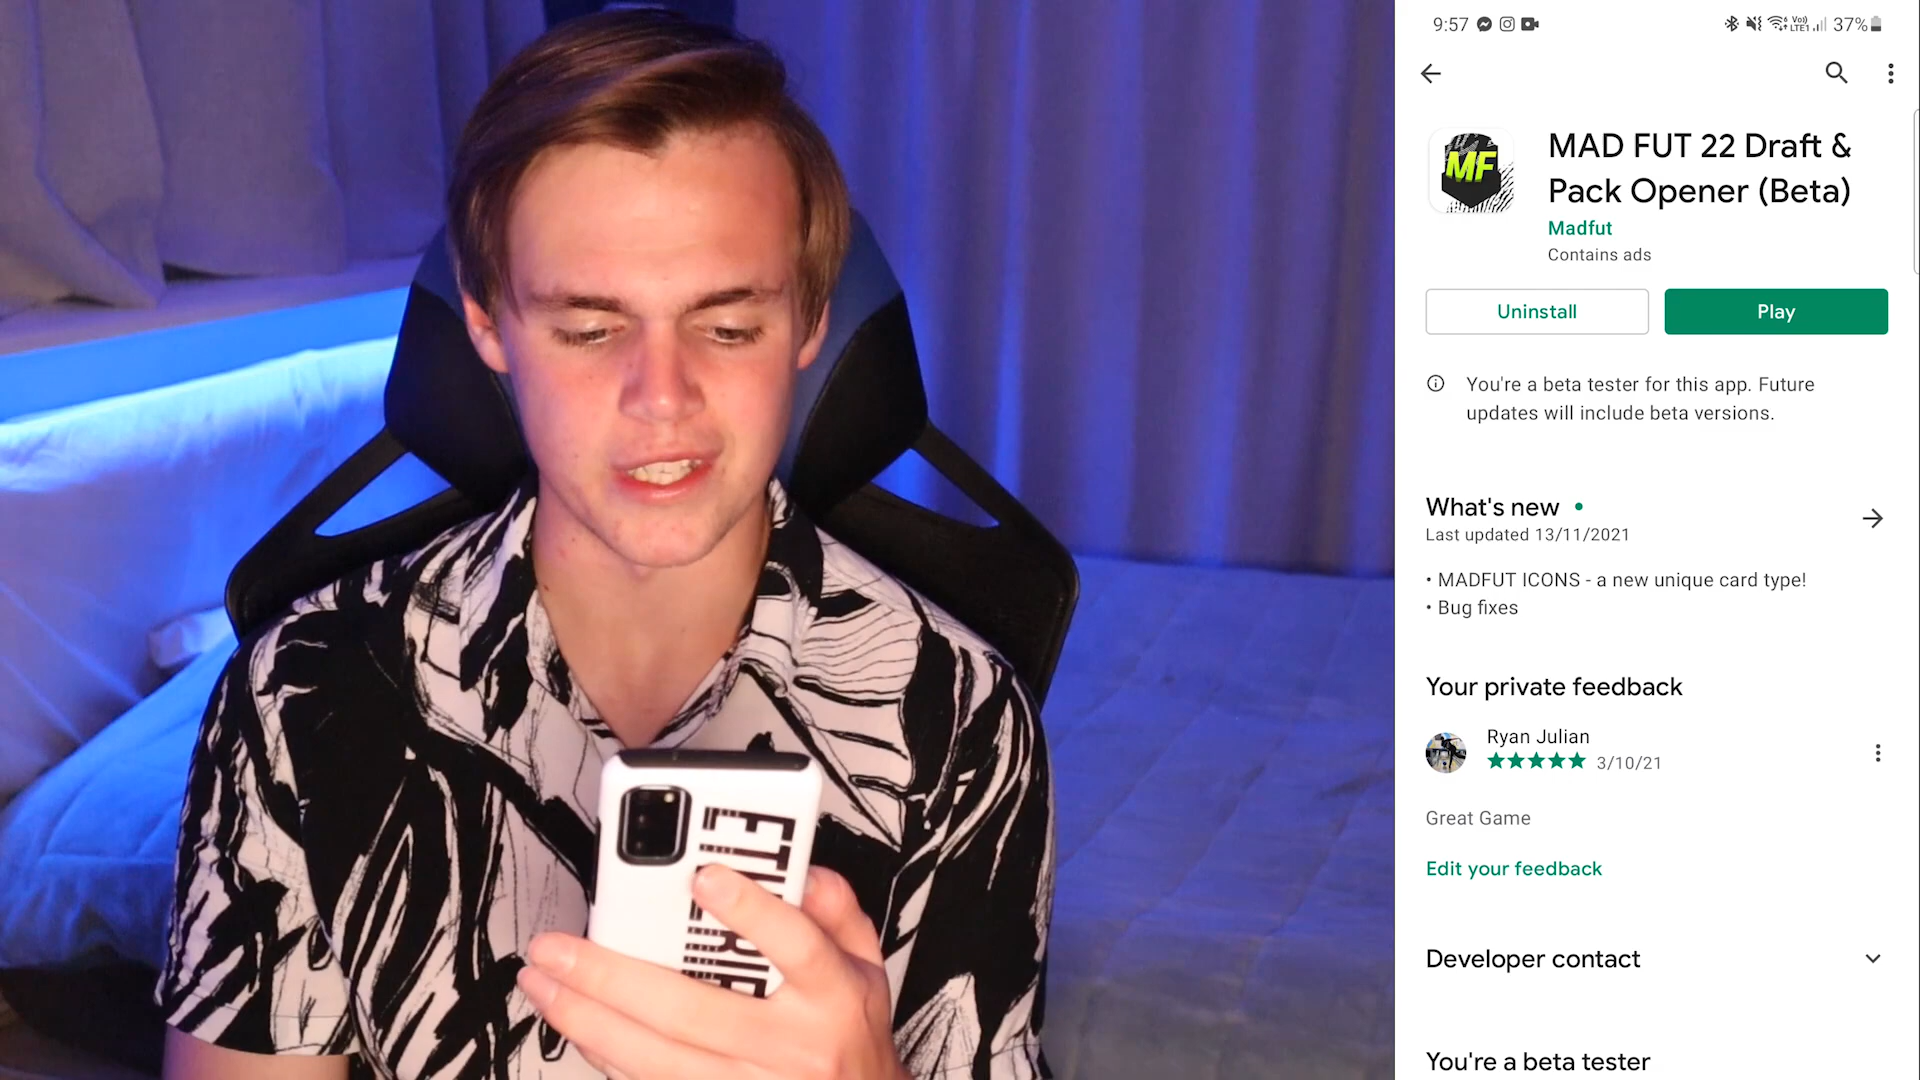 9:57
Vo))
LTE1
37%
MF
MAD FUT 22 Draft &
Pack Opener (Beta)
Madfut
Contains ads
Uninstall
Play
You're a beta tester for this app. Future
updates will include beta versions.
What's new
Last updated 13/11/2021
• MADFUT ICONS - a new unique card type!
• Bug fixes
Your private feedback
Ryan Julian
3/10/21
Great Game
Edit your feedback
Developer contact
You're a beta tester